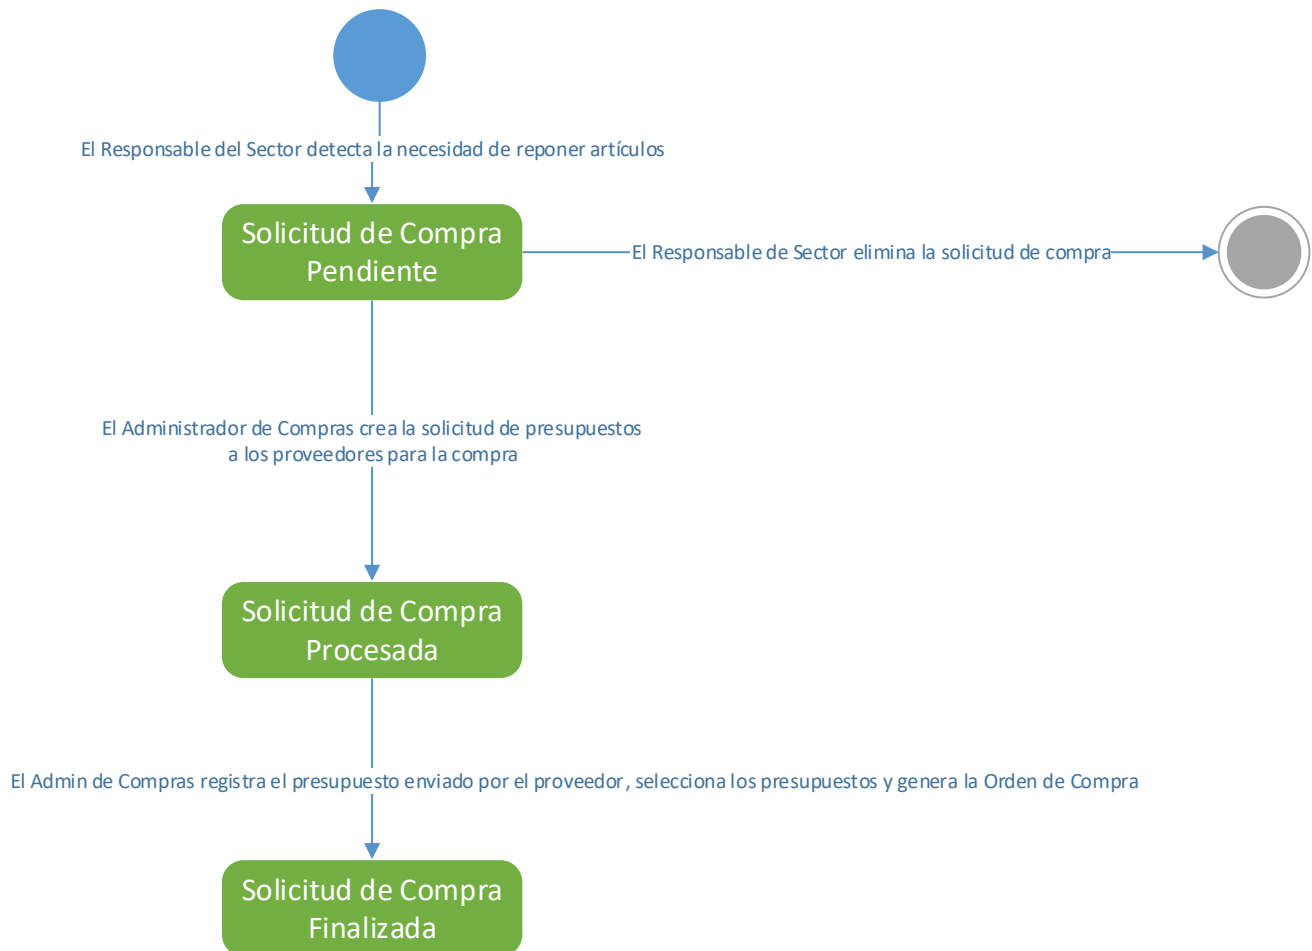 El Responsable del Sector detecta la necesidad de reponer artículos
Solicitud de Compra
Pendiente
El Responsable de Sector elimina la solicitud de compra
El Administrador de Compras crea la solicitud de presupuestos
a los proveedores para la compra
Solicitud de Compra
Procesada
El Admin de Compras registra el presupuesto enviado por el proveedor, selecciona los presupuestos y genera la Orden de Compra
Solicitud de Compra
Finalizada